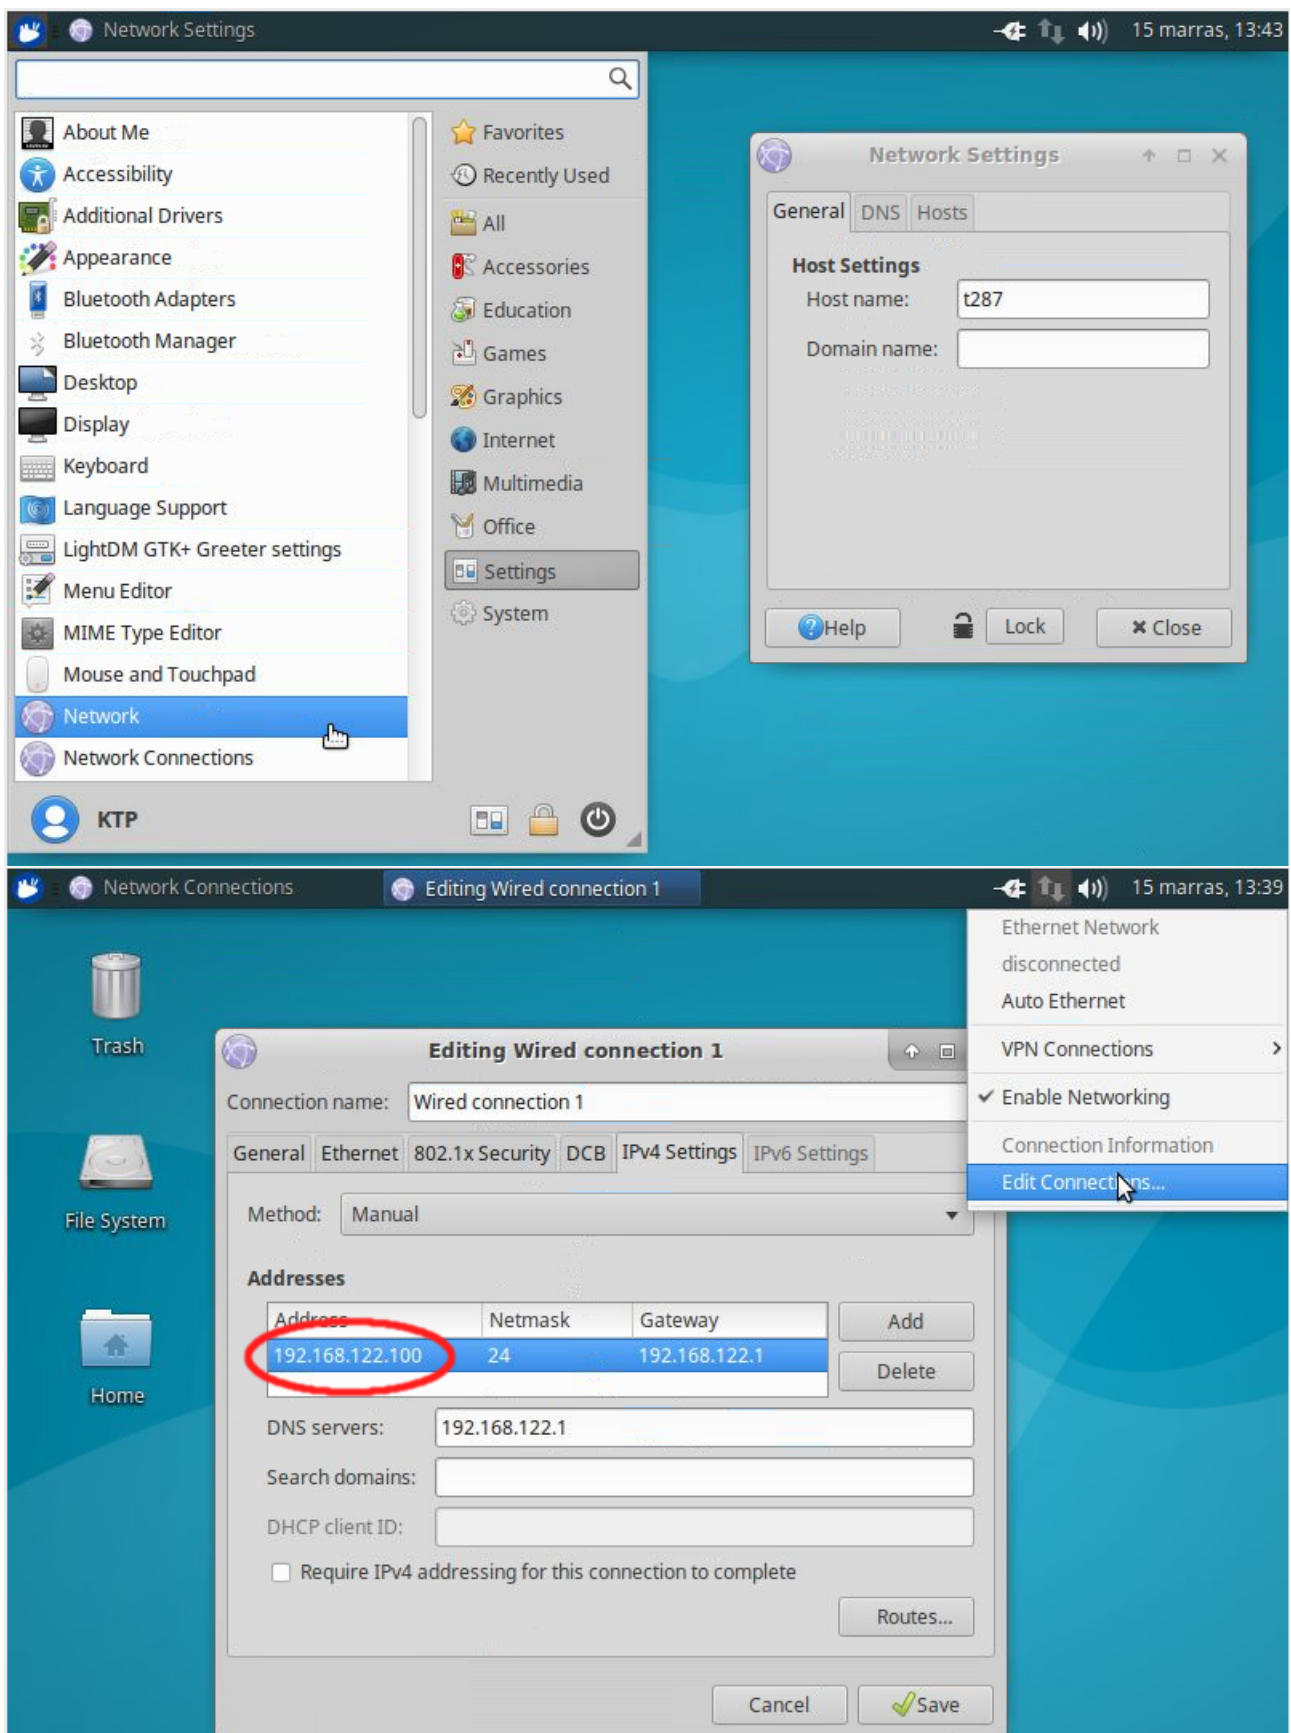 Network Settings
15 marras, 13:43
About Me
Accessibility
Additional Drivers
Appearance
Bluetooth Adapters
Bluetooth Manager
Desktop
Display
Keyboard
Language Support
LightDM GTK+ Greeter settings
Menu Editor
MIME Type Editor
Mouse and Touchpad
Network
Network Connections
KTP
Favorites
Recently Used
All
Accessories
Education
Games
Graphics
Internet
Multimedia
Office
Settings
System
Network Settings
General DNS Hosts
Host Settings
Host name: t287
Domain name:
Help Lock Close
Network Connections Editing Wired connection 1 15 marras, 13:39
Ethernet Network
disconnected
Auto Ethernet
VPN Connections
Enable Networking
Connection Information
Edit Connections...
Trash
File System
Home
Editing Wired connection 1
Connection name: Wired connection 1
General Ethernet 802.1x Security DCB IPv4 Settings IPv6 Settings
Method: Manual
Addresses
Address Netmask Gateway
192.168.122.100 24 192.168.122.1
Add
Delete
DNS servers: 192.168.122.1
Search domains:
DHCP client ID:
Require IPv4 addressing for this connection to complete
Routes...
Cancel Save